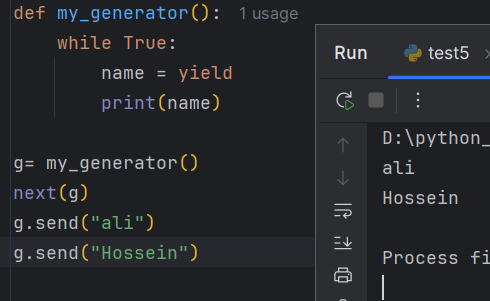 def my_generator(): 1 usage
    while True:
        name = yield
        print(name)
g= my_generator()
next(g)
g.send("ali")
g.send("Hossein")
Run test5
D:\python_
ali
Hossein
Process fi